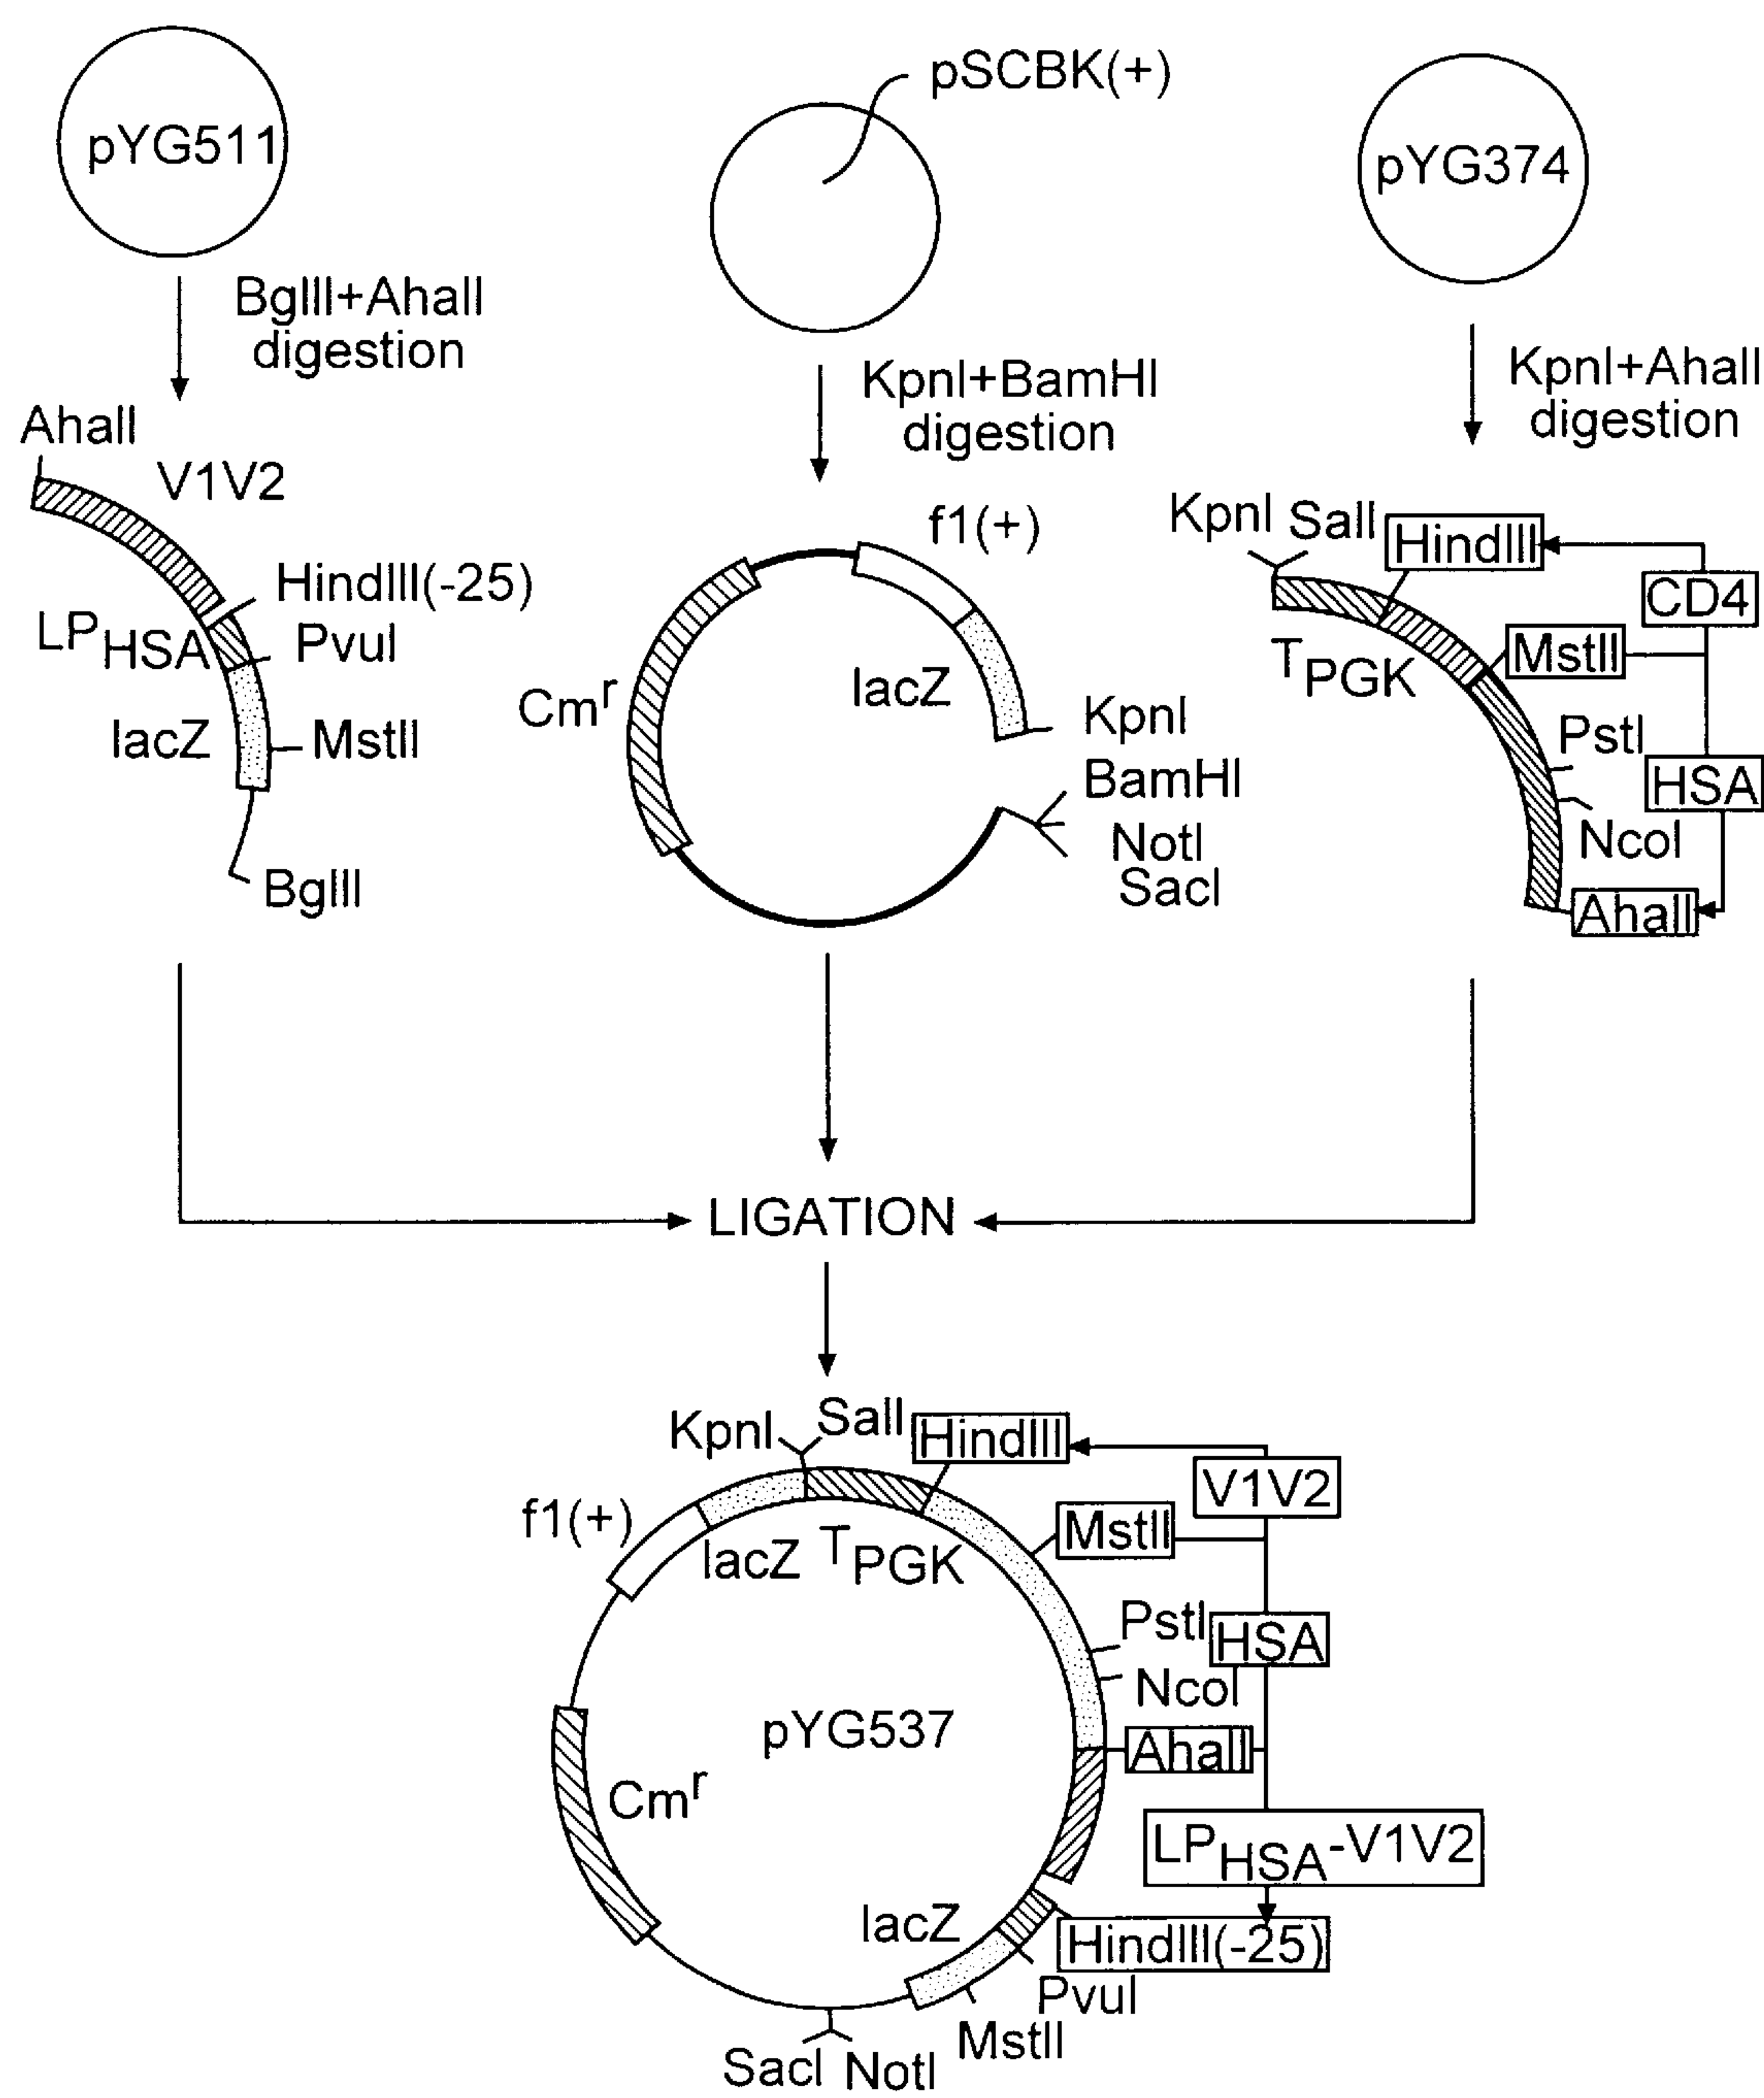 pYG511
pSCBK(+)
pYG374
BglII+AhaII
digestion
KpnI+BamHI
digestion
KpnI+AhaII
digestion
AhaII
V1V2
HindIII(-25)
LPHSA
PvuI
lacZ
MstII
BglII
f1(+)
Cmr
lacZ
KpnI
BamHI
NotI
SacI
KpnI SalI
HindIII
CD4
TPGK
MstII
PstI
HSA
NcoI
AhaII
LIGATION
KpnI
SalI
HindIII
V1V2
f1(+)
lacZ
TPGK
MstII
PstI
HSA
NcoI
pYG537
AhaII
Cmr
LPHSA-V1V2
lacZ
HindIII(-25)
PvuI
MstII
SacI NotI